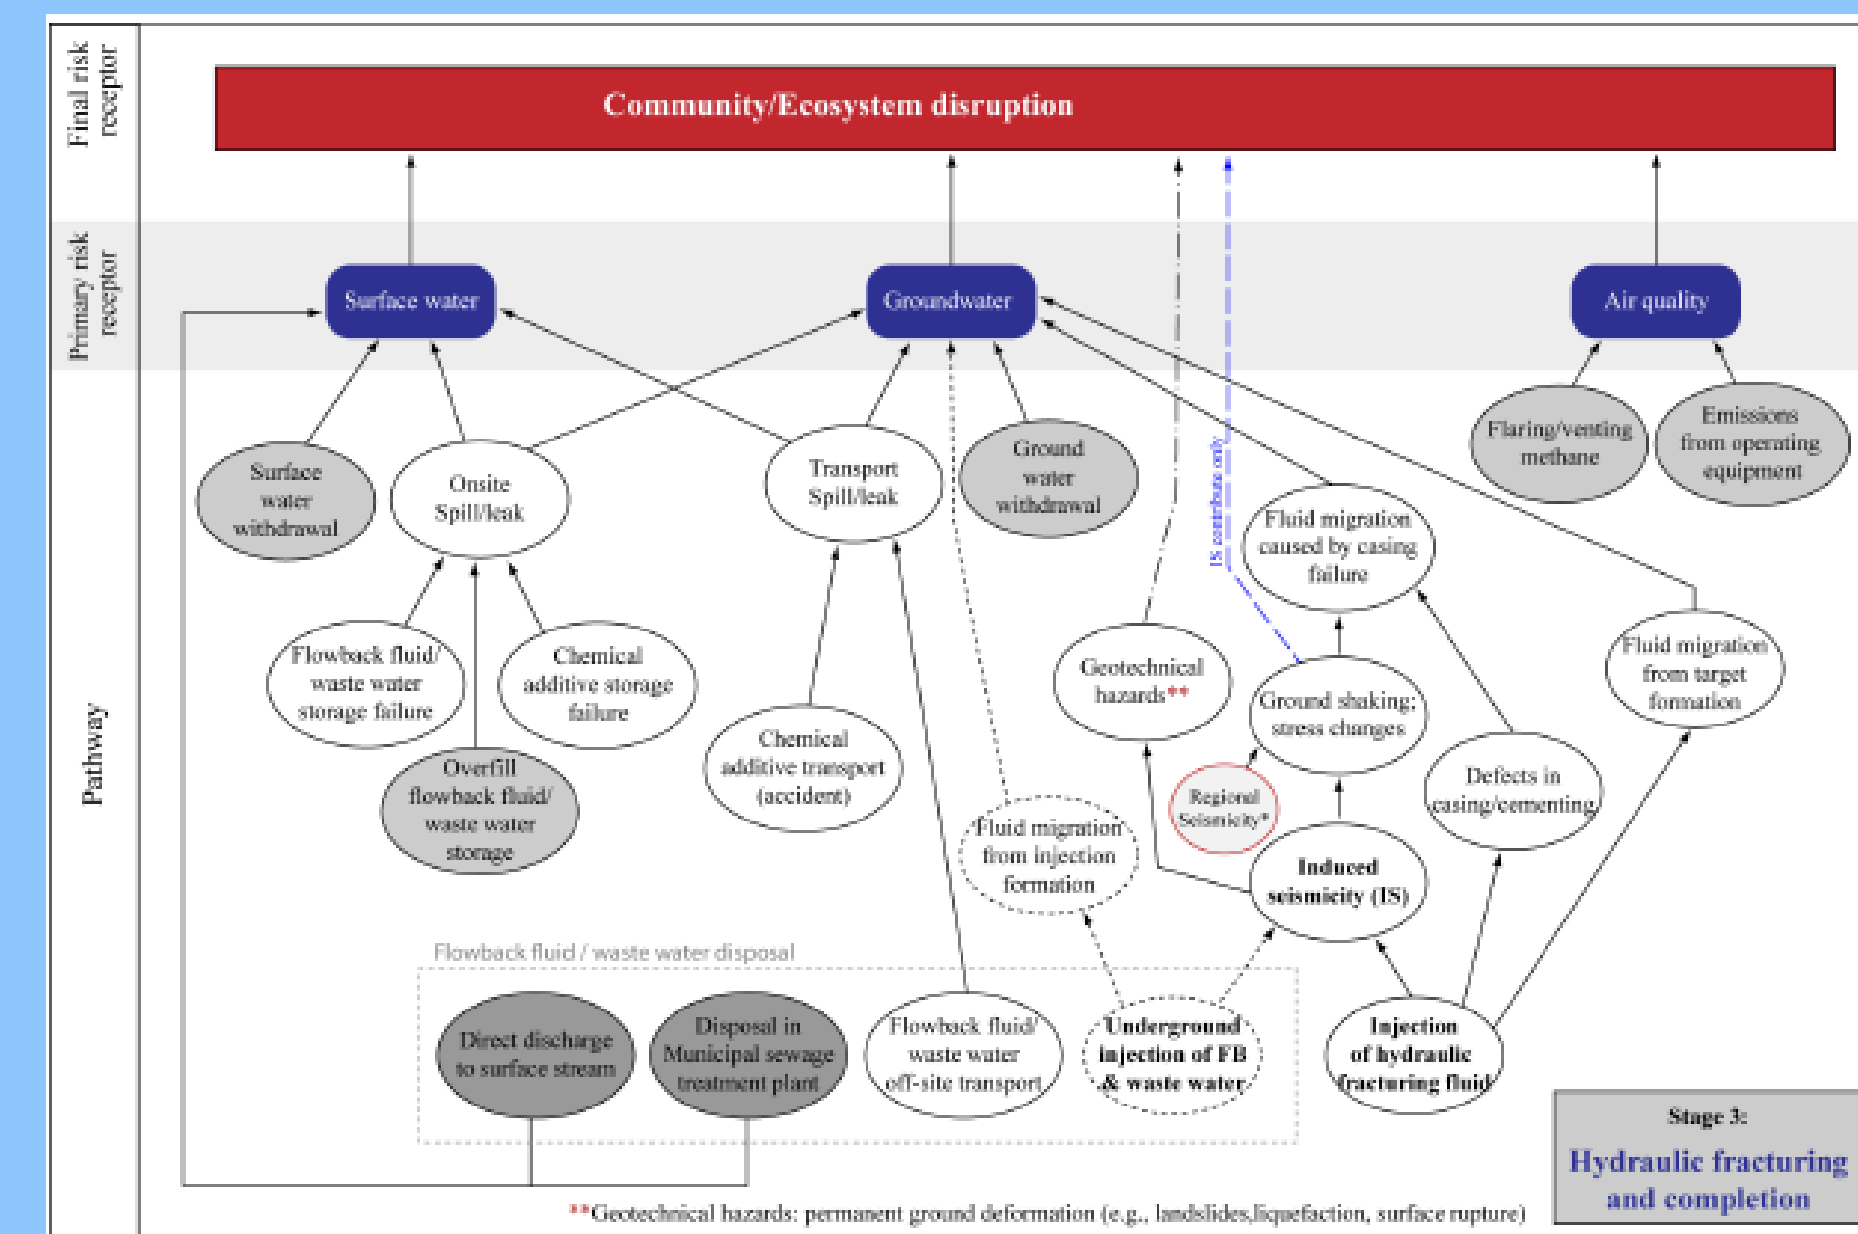 Final risk
receptor
Community/Ecosystem disruption
Primary risk
receptor
Surface water
Groundwater
Air quality
Pathway
Surface
water
withdrawal
Onsite
Spill/leak
Transport
Spill/leak
Ground
water
withdrawal
IS contribute only
Fluid migration
caused by casing
failure
Flaring/venting
methane
Emissions
from operating
equipment
Flowback fluid/
waste water
storage failure
Chemical
additive storage
failure
Geotechnical
hazards**
Ground shaking;
stress changes
Fluid migration
from target
formation
Overfill
flowback fluid/
waste water
storage
Chemical
additive transport
(accident)
Regional
Seismicity*
Defects in
casing/cementing
Fluid migration
from injection
formation
Induced
seismicity (IS)
Flowback fluid / waste water disposal
Direct discharge
to surface stream
Disposal in
Municipal sewage
treatment plant
Flowback fluid/
waste water
off-site transport
Underground
injection of FB
& waste water
Injection
of hydraulic
fracturing fluid
Stage 3:
Hydraulic fracturing
and completion
**Geotechnical hazards: permanent ground deformation (e.g., landslides,liquefaction, surface rupture)